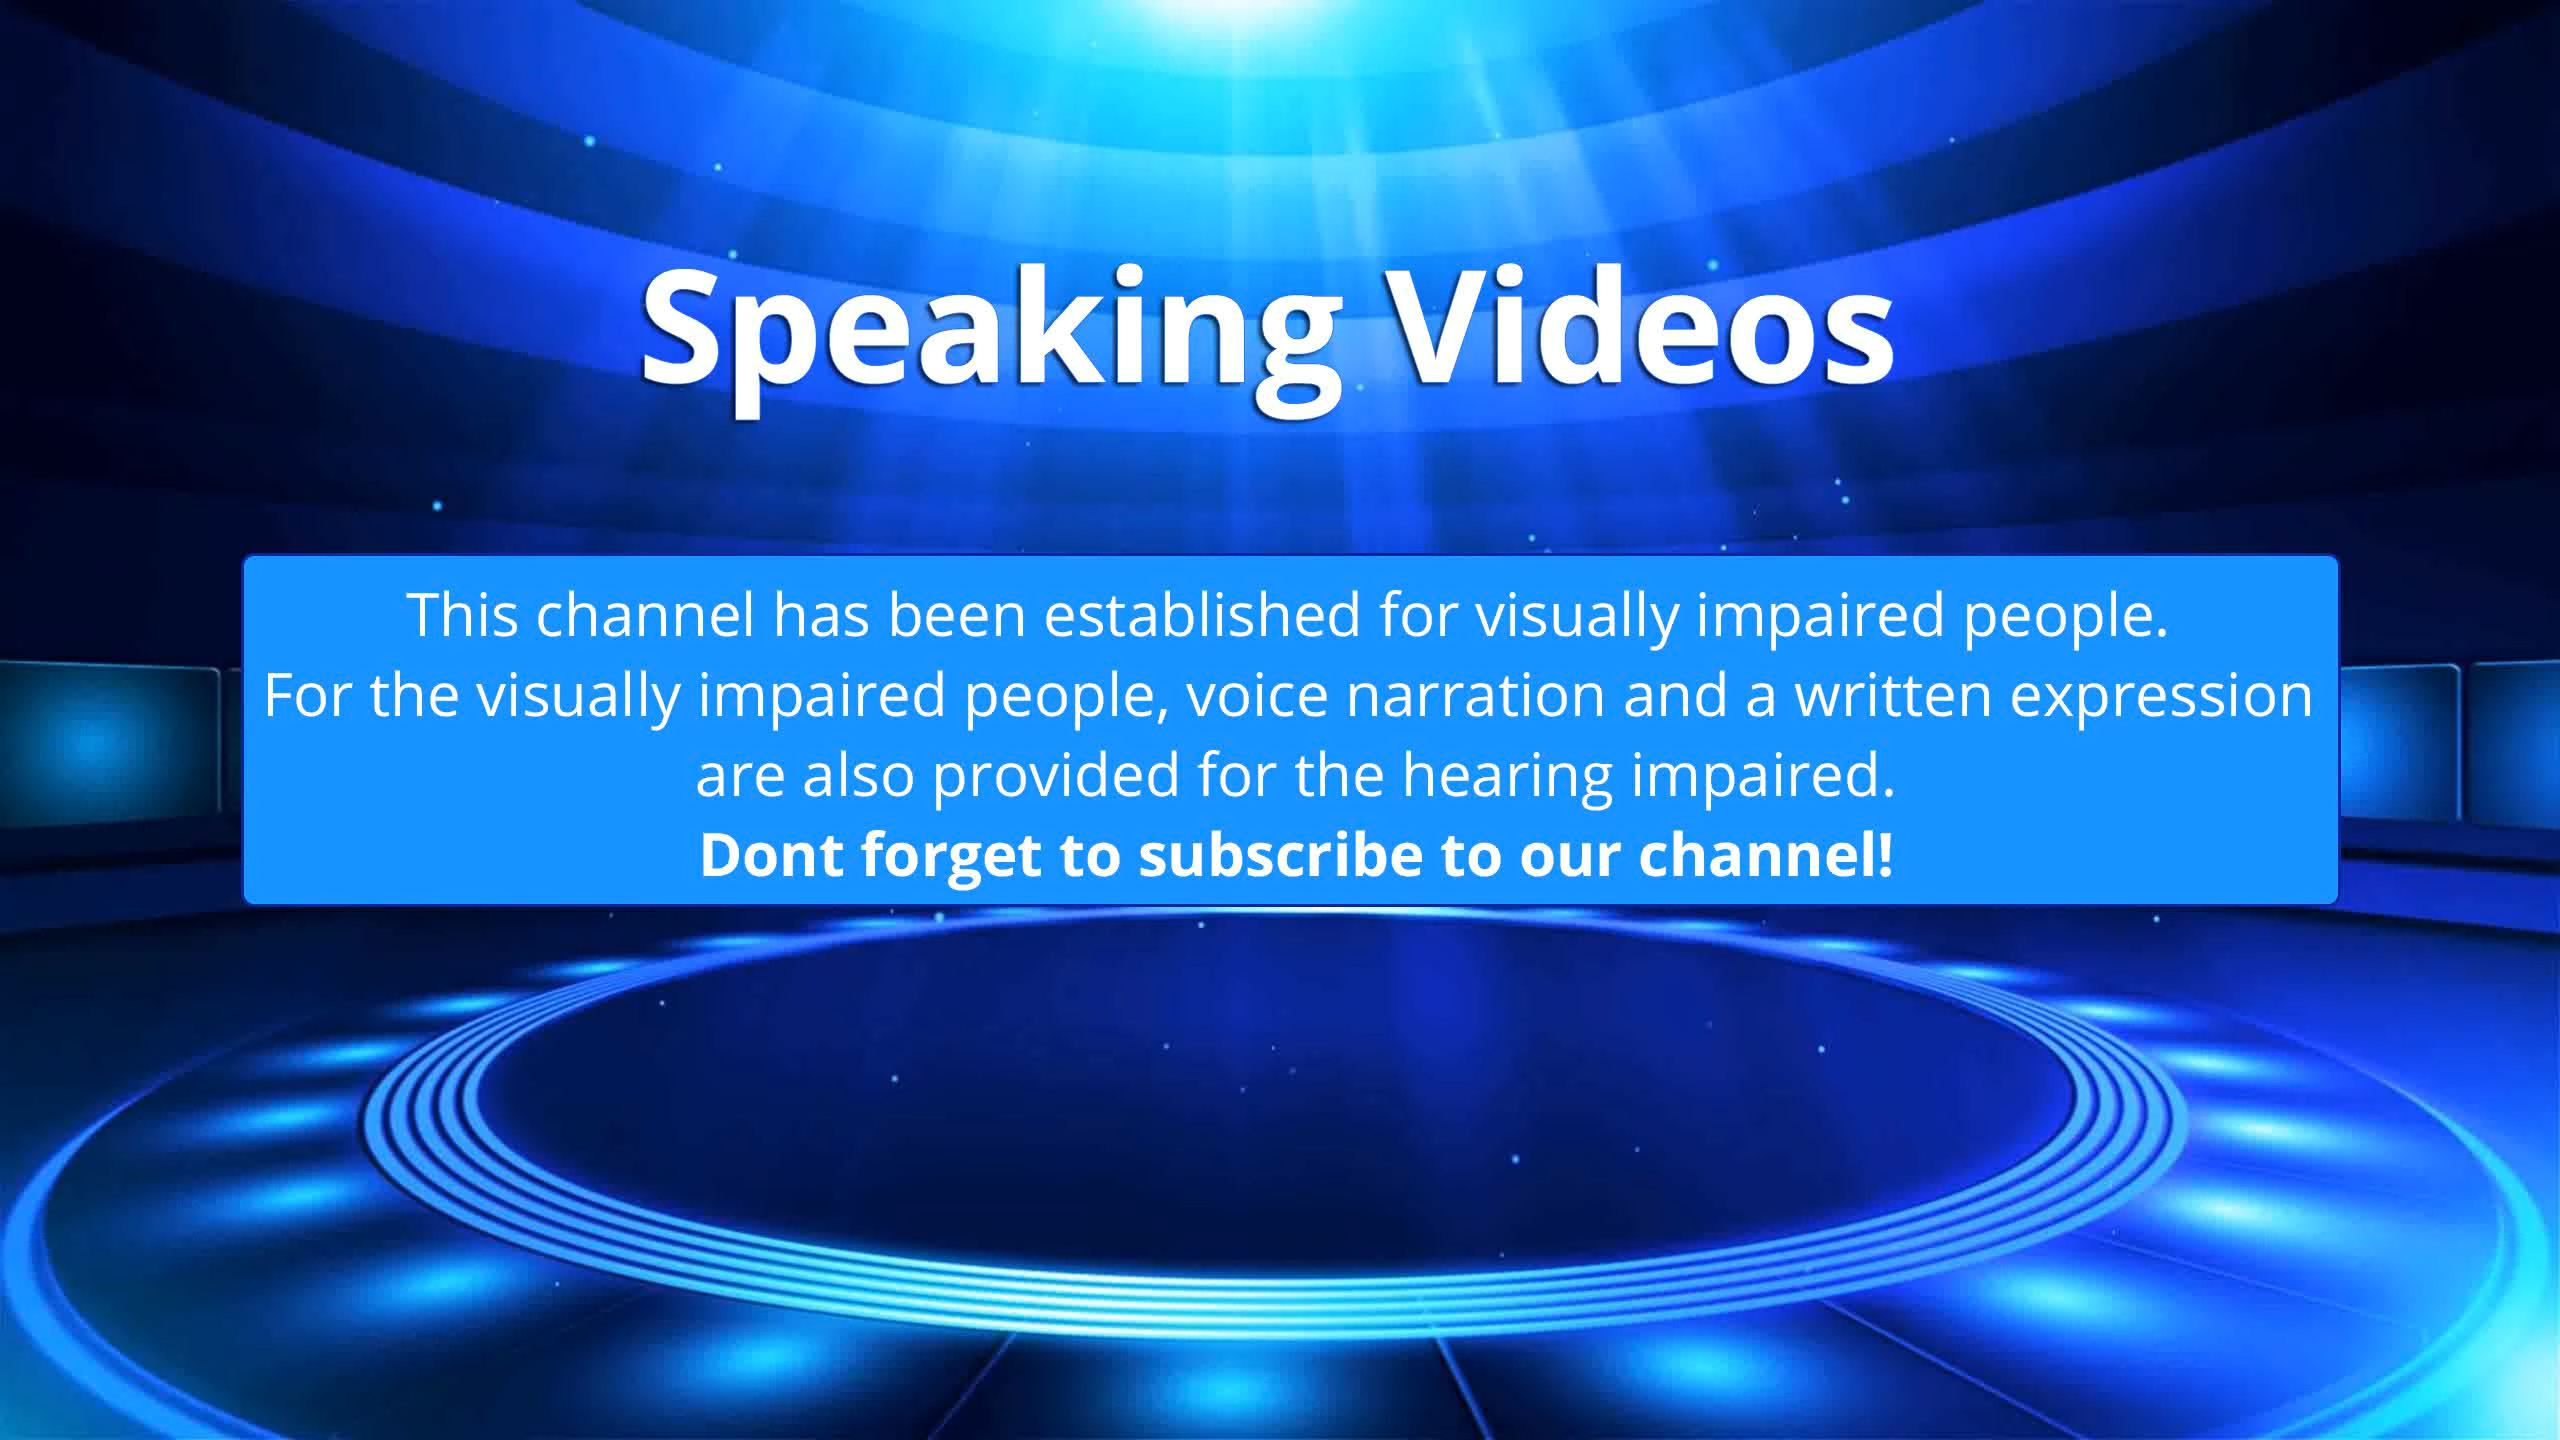 Speaking Videos
This channel has been established for visually impaired people.
For the visually impaired people, voice narration and a written expression
are also provided for the hearing impaired.
Dont forget to subscribe to our channel!